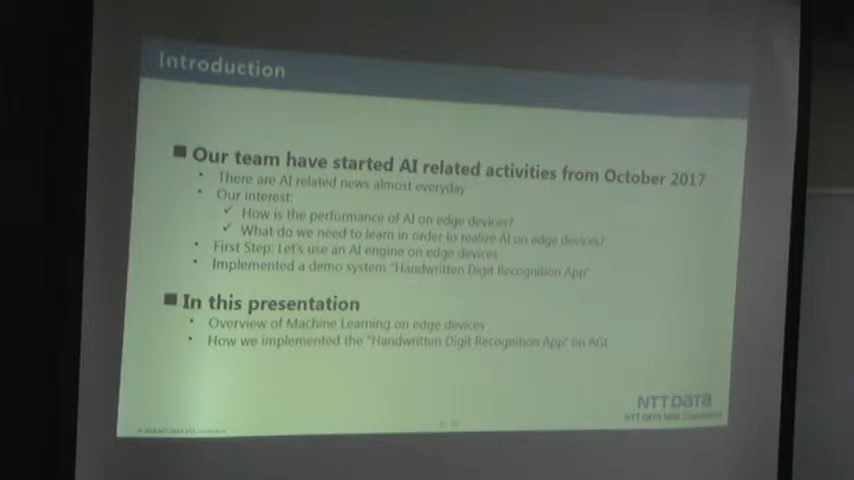 Introduction
■ Our team have started AI related activities from October 2017
• There are AI related news almost everyday
• Our interest:
✓ How is the performance of AI on edge devices?
✓ What do we need to learn in order to realize AI on edge devices?
• First Step: Let's use an AI engine on edge devices
• Implemented a demo system "Handwritten Digit Recognition App"
■ In this presentation
• Overview of Machine Learning on edge devices
• How we implemented the "Handwritten Digit Recognition App" on AGL
NTT DATA
NTT DATA